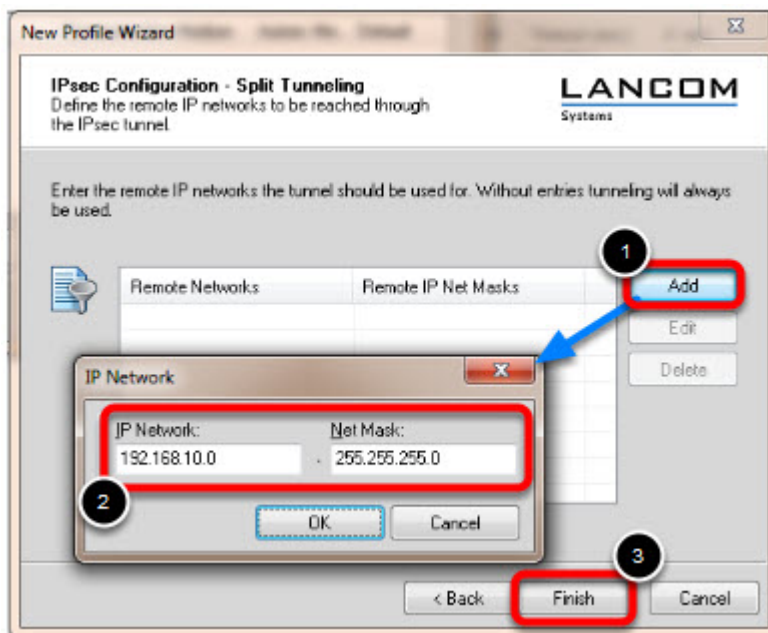 New Profile Wizard
IPsec Configuration - Split Tunneling
Define the remote IP networks to be reached through
the IPsec tunnel.
LANCOM
Systems
Enter the remote IP networks the tunnel should be used for. Without entries tunneling will always
be used.
1
Remote Networks Remote IP Net Masks
Add
Edit
Delete
IP Network
IP Network: Net Mask:
192.168.10.0 . 255.255.255.0
2
OK Cancel
3
< Back Finish Cancel